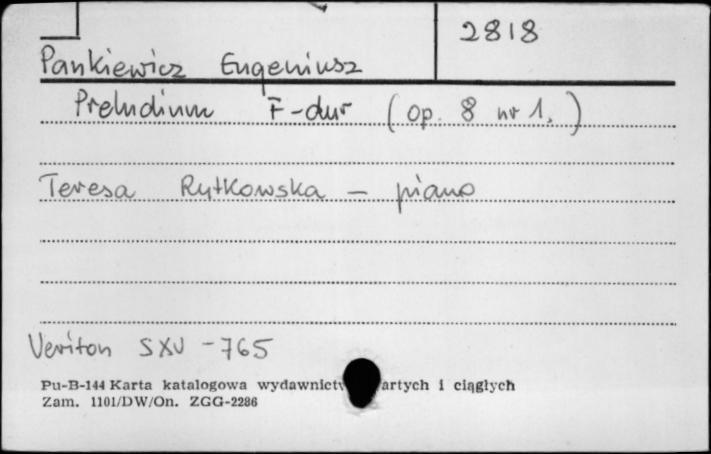 2818
Pankiewicz Eugeniusz
Preludium F-dur (op. 8 nr 1.)
Teresa Rutkowska - piano
Veriton SXV-765
Pu-B-144 Karta katalogowa wydawnictw artych i ciągłych
Zam. 1101/DW/On. ZGG-2286